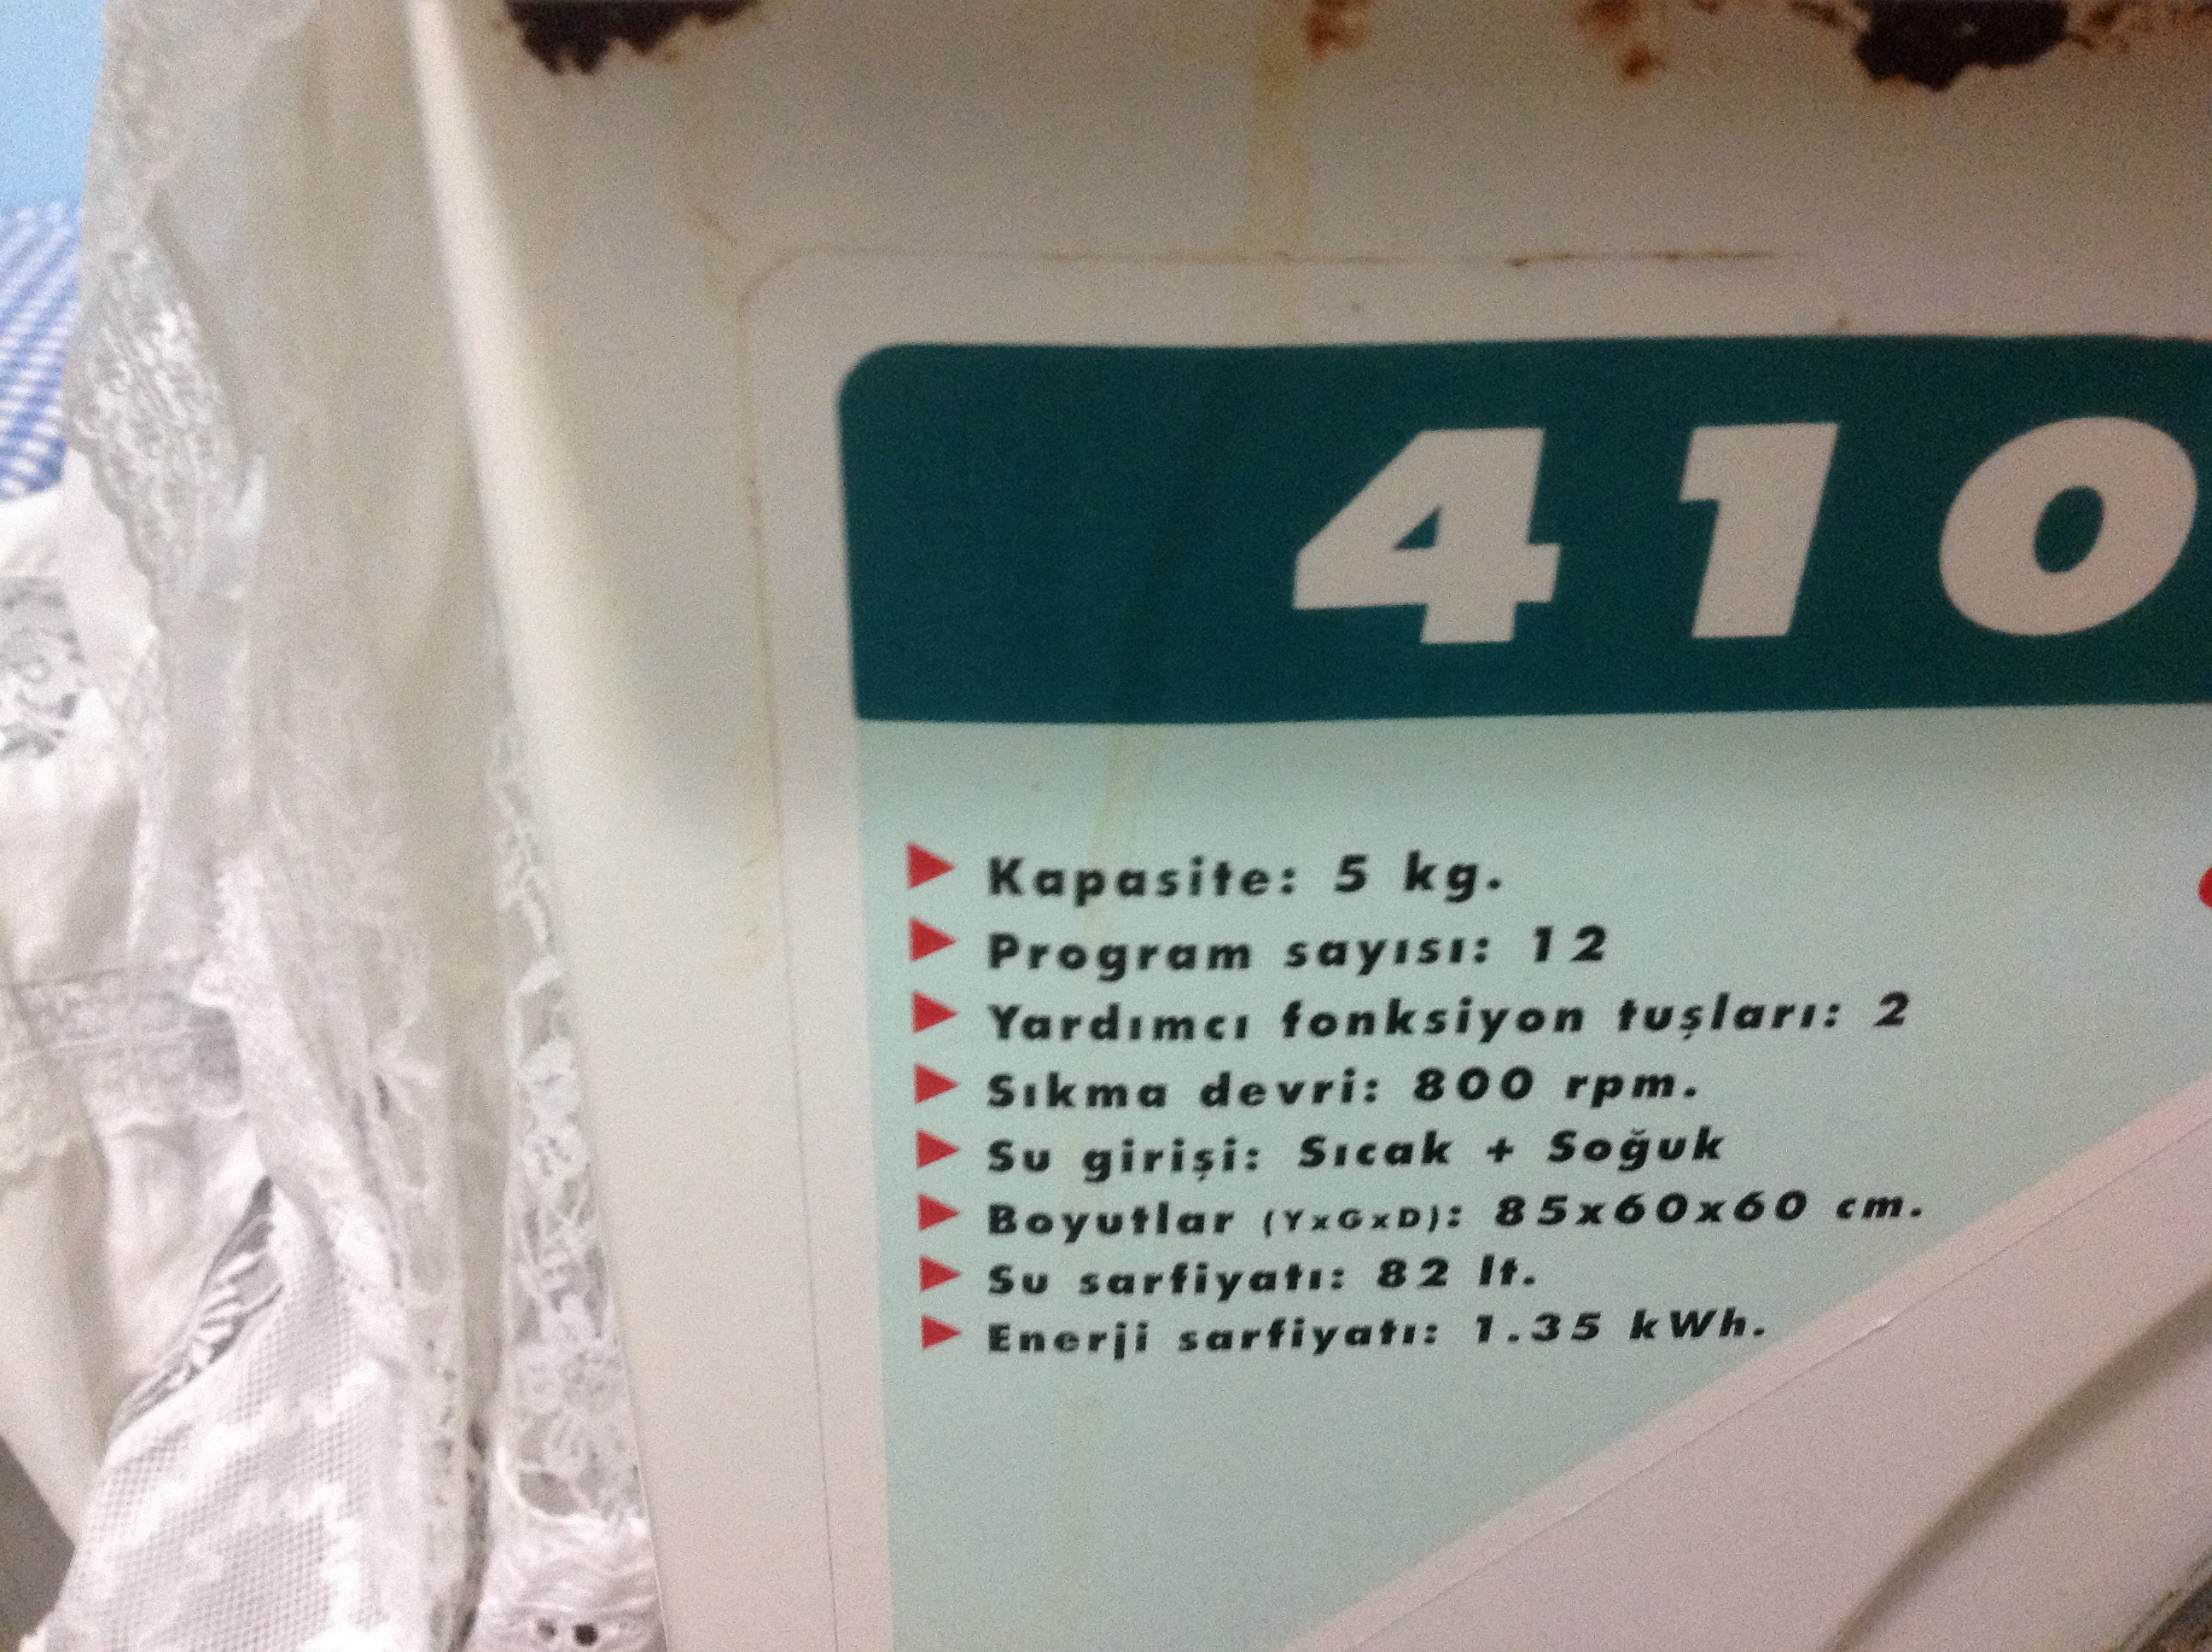 410
Kapasite: 5 kg.
Program sayısı: 12
Yardımcı fonksiyon tuşları: 2
Sıkma devri: 800 rpm.
Su girişi: Sıcak + Soğuk
Boyutlar (YxGxD): 85x60x60 cm.
Su sarfiyatı: 82 lt.
Enerji sarfiyatı: 1.35 kWh.